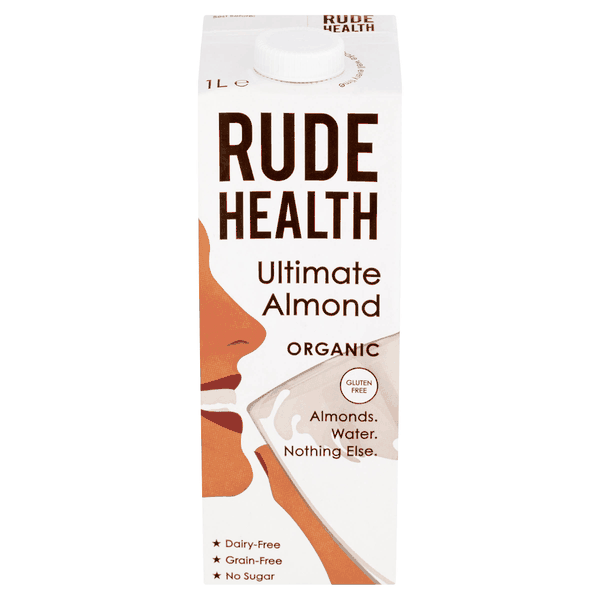 RUDE
HEALTH
1L e
RUDE
HEALTH
Ultimate
Almond
ORGANIC
GLUTEN
FREE
Almonds.
Water.
Nothing Else.
★ Dairy-Free
★ Grain-Free
★ No Sugar